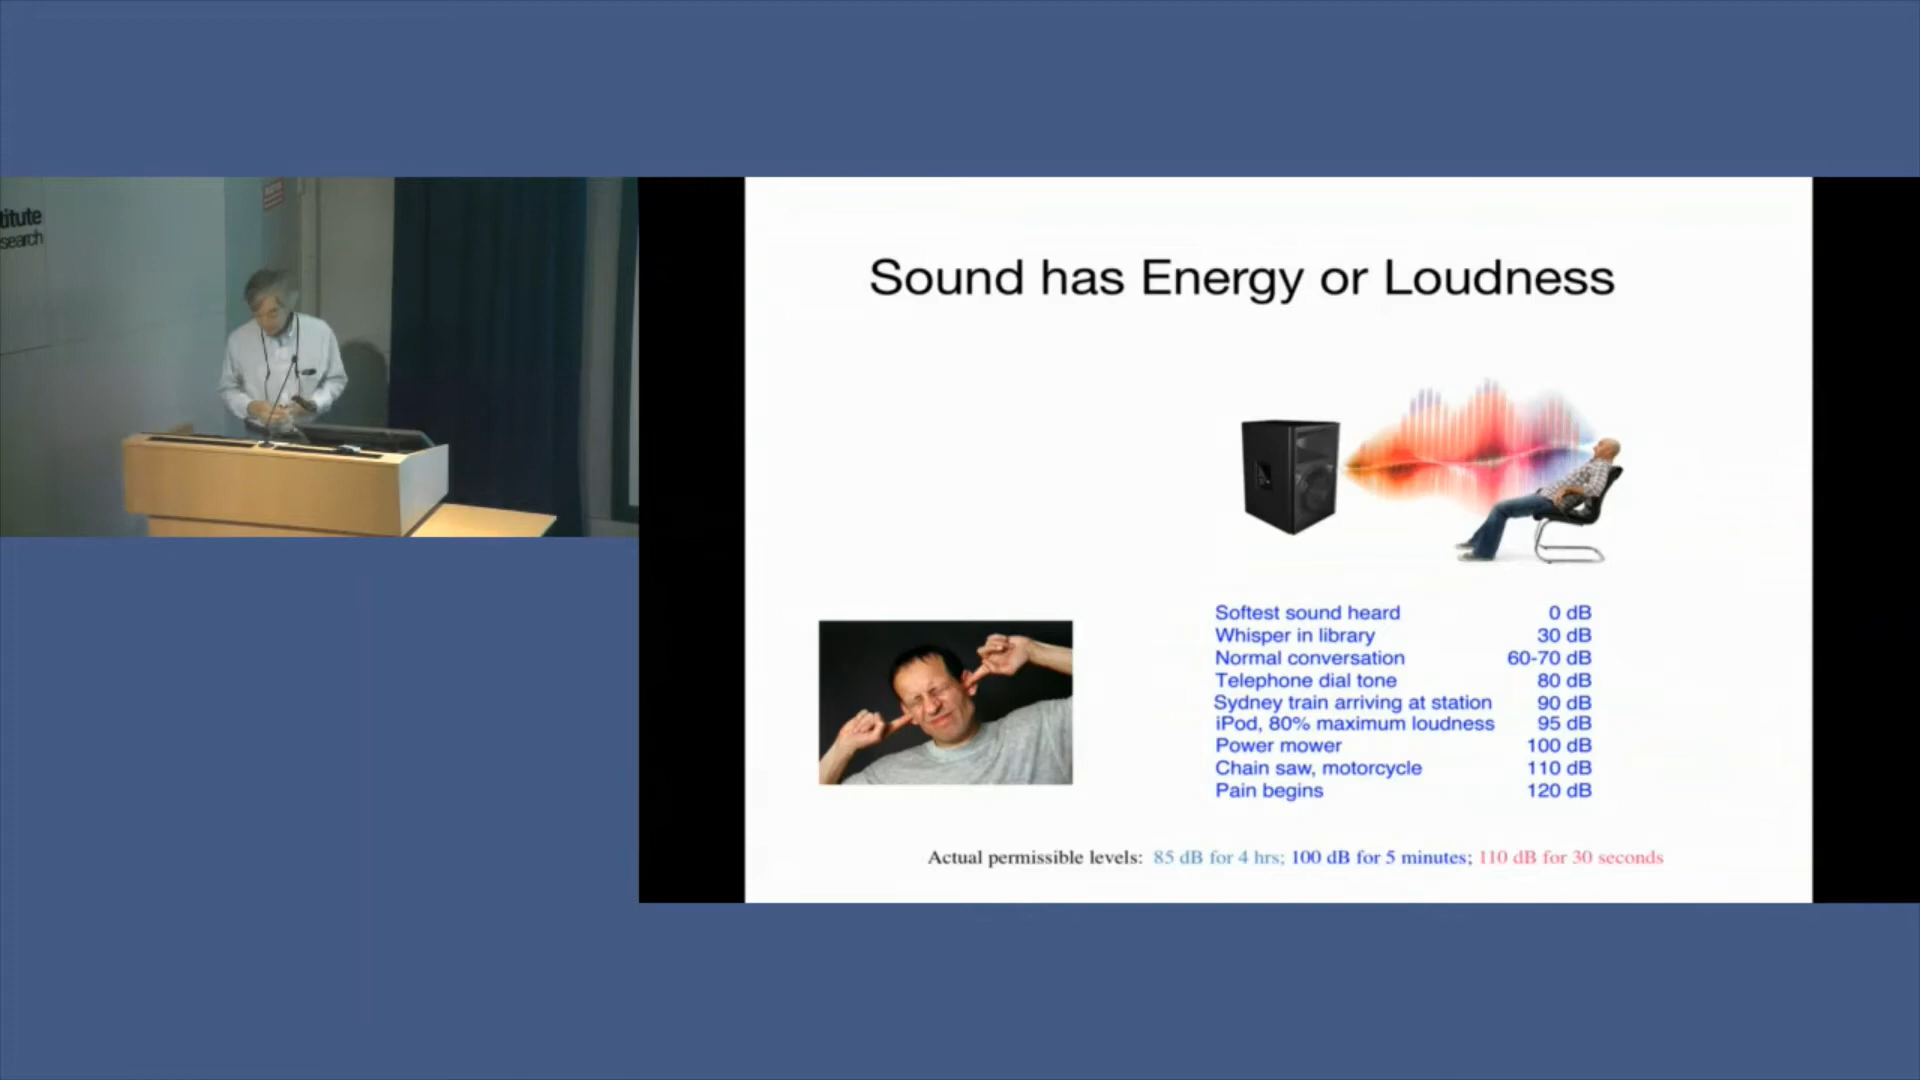 titute
search
Sound has Energy or Loudness
Softest sound heard 0 dB
Whisper in library 30 dB
Normal conversation 60-70 dB
Telephone dial tone 80 dB
Sydney train arriving at station 90 dB
iPod, 80% maximum loudness 95 dB
Power mower 100 dB
Chain saw, motorcycle 110 dB
Pain begins 120 dB
Actual permissible levels: 85 dB for 4 hrs; 100 dB for 5 minutes; 110 dB for 30 seconds